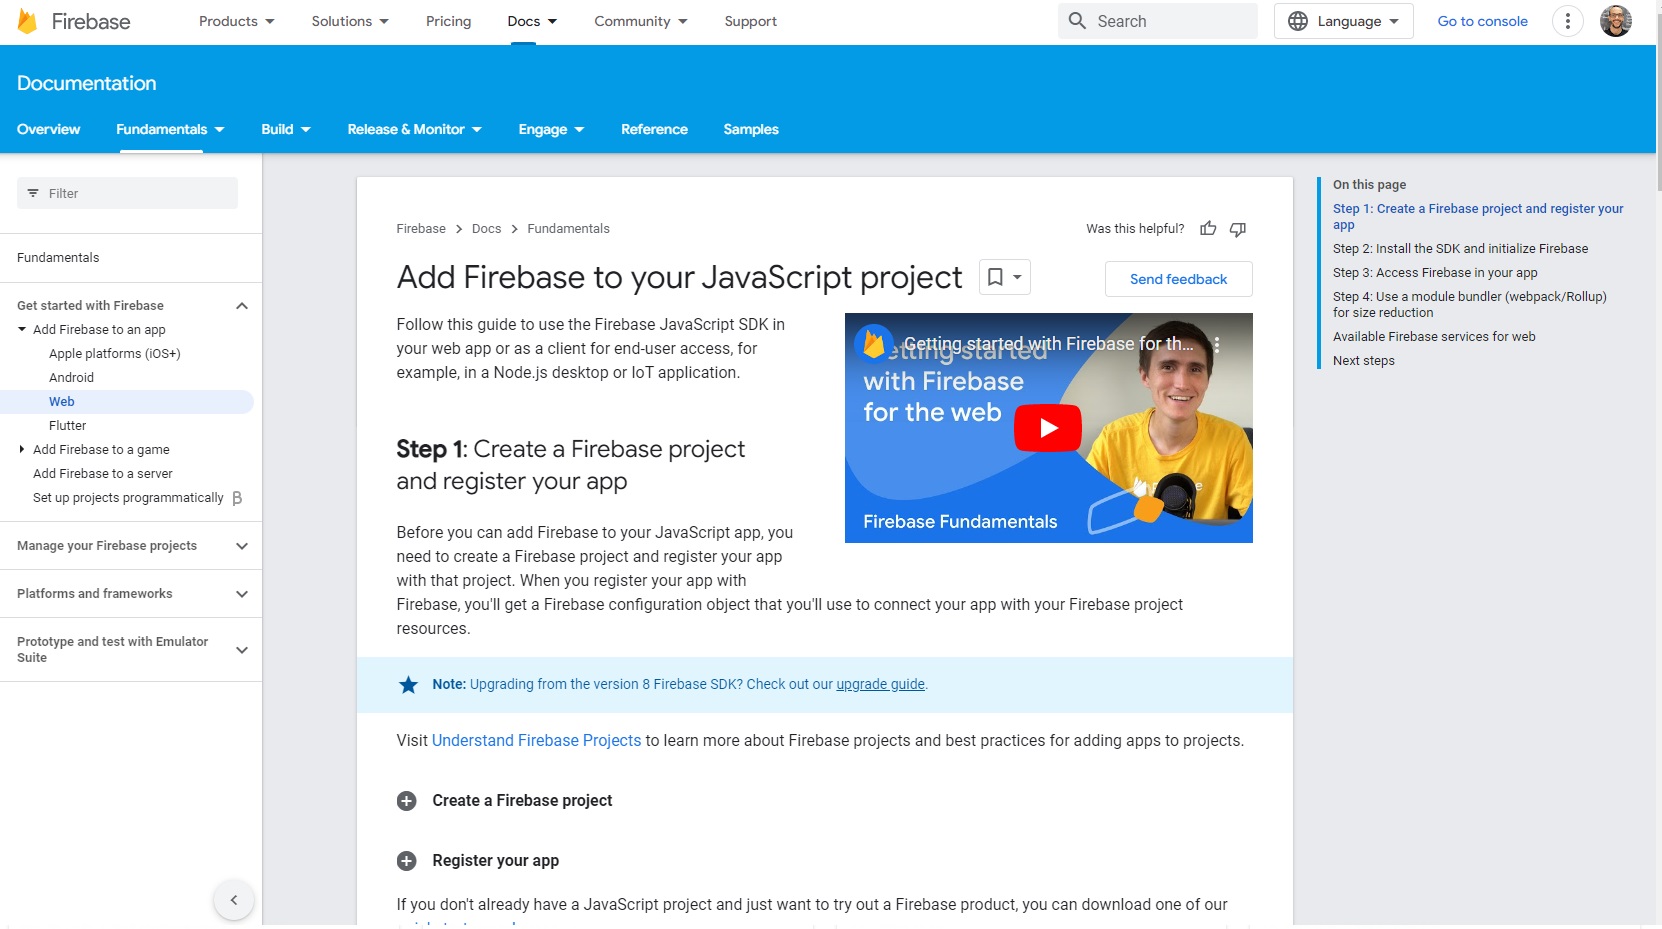 Firebase
Products
Solutions
Pricing
Docs
Community
Support
Search
Language
Go to console
Documentation
Overview
Fundamentals
Build
Release & Monitor
Engage
Reference
Samples
Filter
Fundamentals
Get started with Firebase
Add Firebase to an app
Apple platforms (iOS+)
Android
Web
Flutter
Add Firebase to a game
Add Firebase to a server
Set up projects programmatically β
Manage your Firebase projects
Platforms and frameworks
Prototype and test with Emulator
Suite
Firebase > Docs > Fundamentals
Was this helpful?
Add Firebase to your JavaScript project
Send feedback
Follow this guide to use the Firebase JavaScript SDK in
your web app or as a client for end-user access, for
example, in a Node.js desktop or IoT application.
Getting started with Firebase for th...
Getting started
with Firebase
for the web
Firebase Fundamentals
Step 1: Create a Firebase project
and register your app
Before you can add Firebase to your JavaScript app, you
need to create a Firebase project and register your app
with that project. When you register your app with
Firebase, you'll get a Firebase configuration object that you'll use to connect your app with your Firebase project
resources.
Note: Upgrading from the version 8 Firebase SDK? Check out our upgrade guide.
Visit Understand Firebase Projects to learn more about Firebase projects and best practices for adding apps to projects.
Create a Firebase project
Register your app
If you don't already have a JavaScript project and just want to try out a Firebase product, you can download one of our
On this page
Step 1: Create a Firebase project and register your
app
Step 2: Install the SDK and initialize Firebase
Step 3: Access Firebase in your app
Step 4: Use a module bundler (webpack/Rollup)
for size reduction
Available Firebase services for web
Next steps